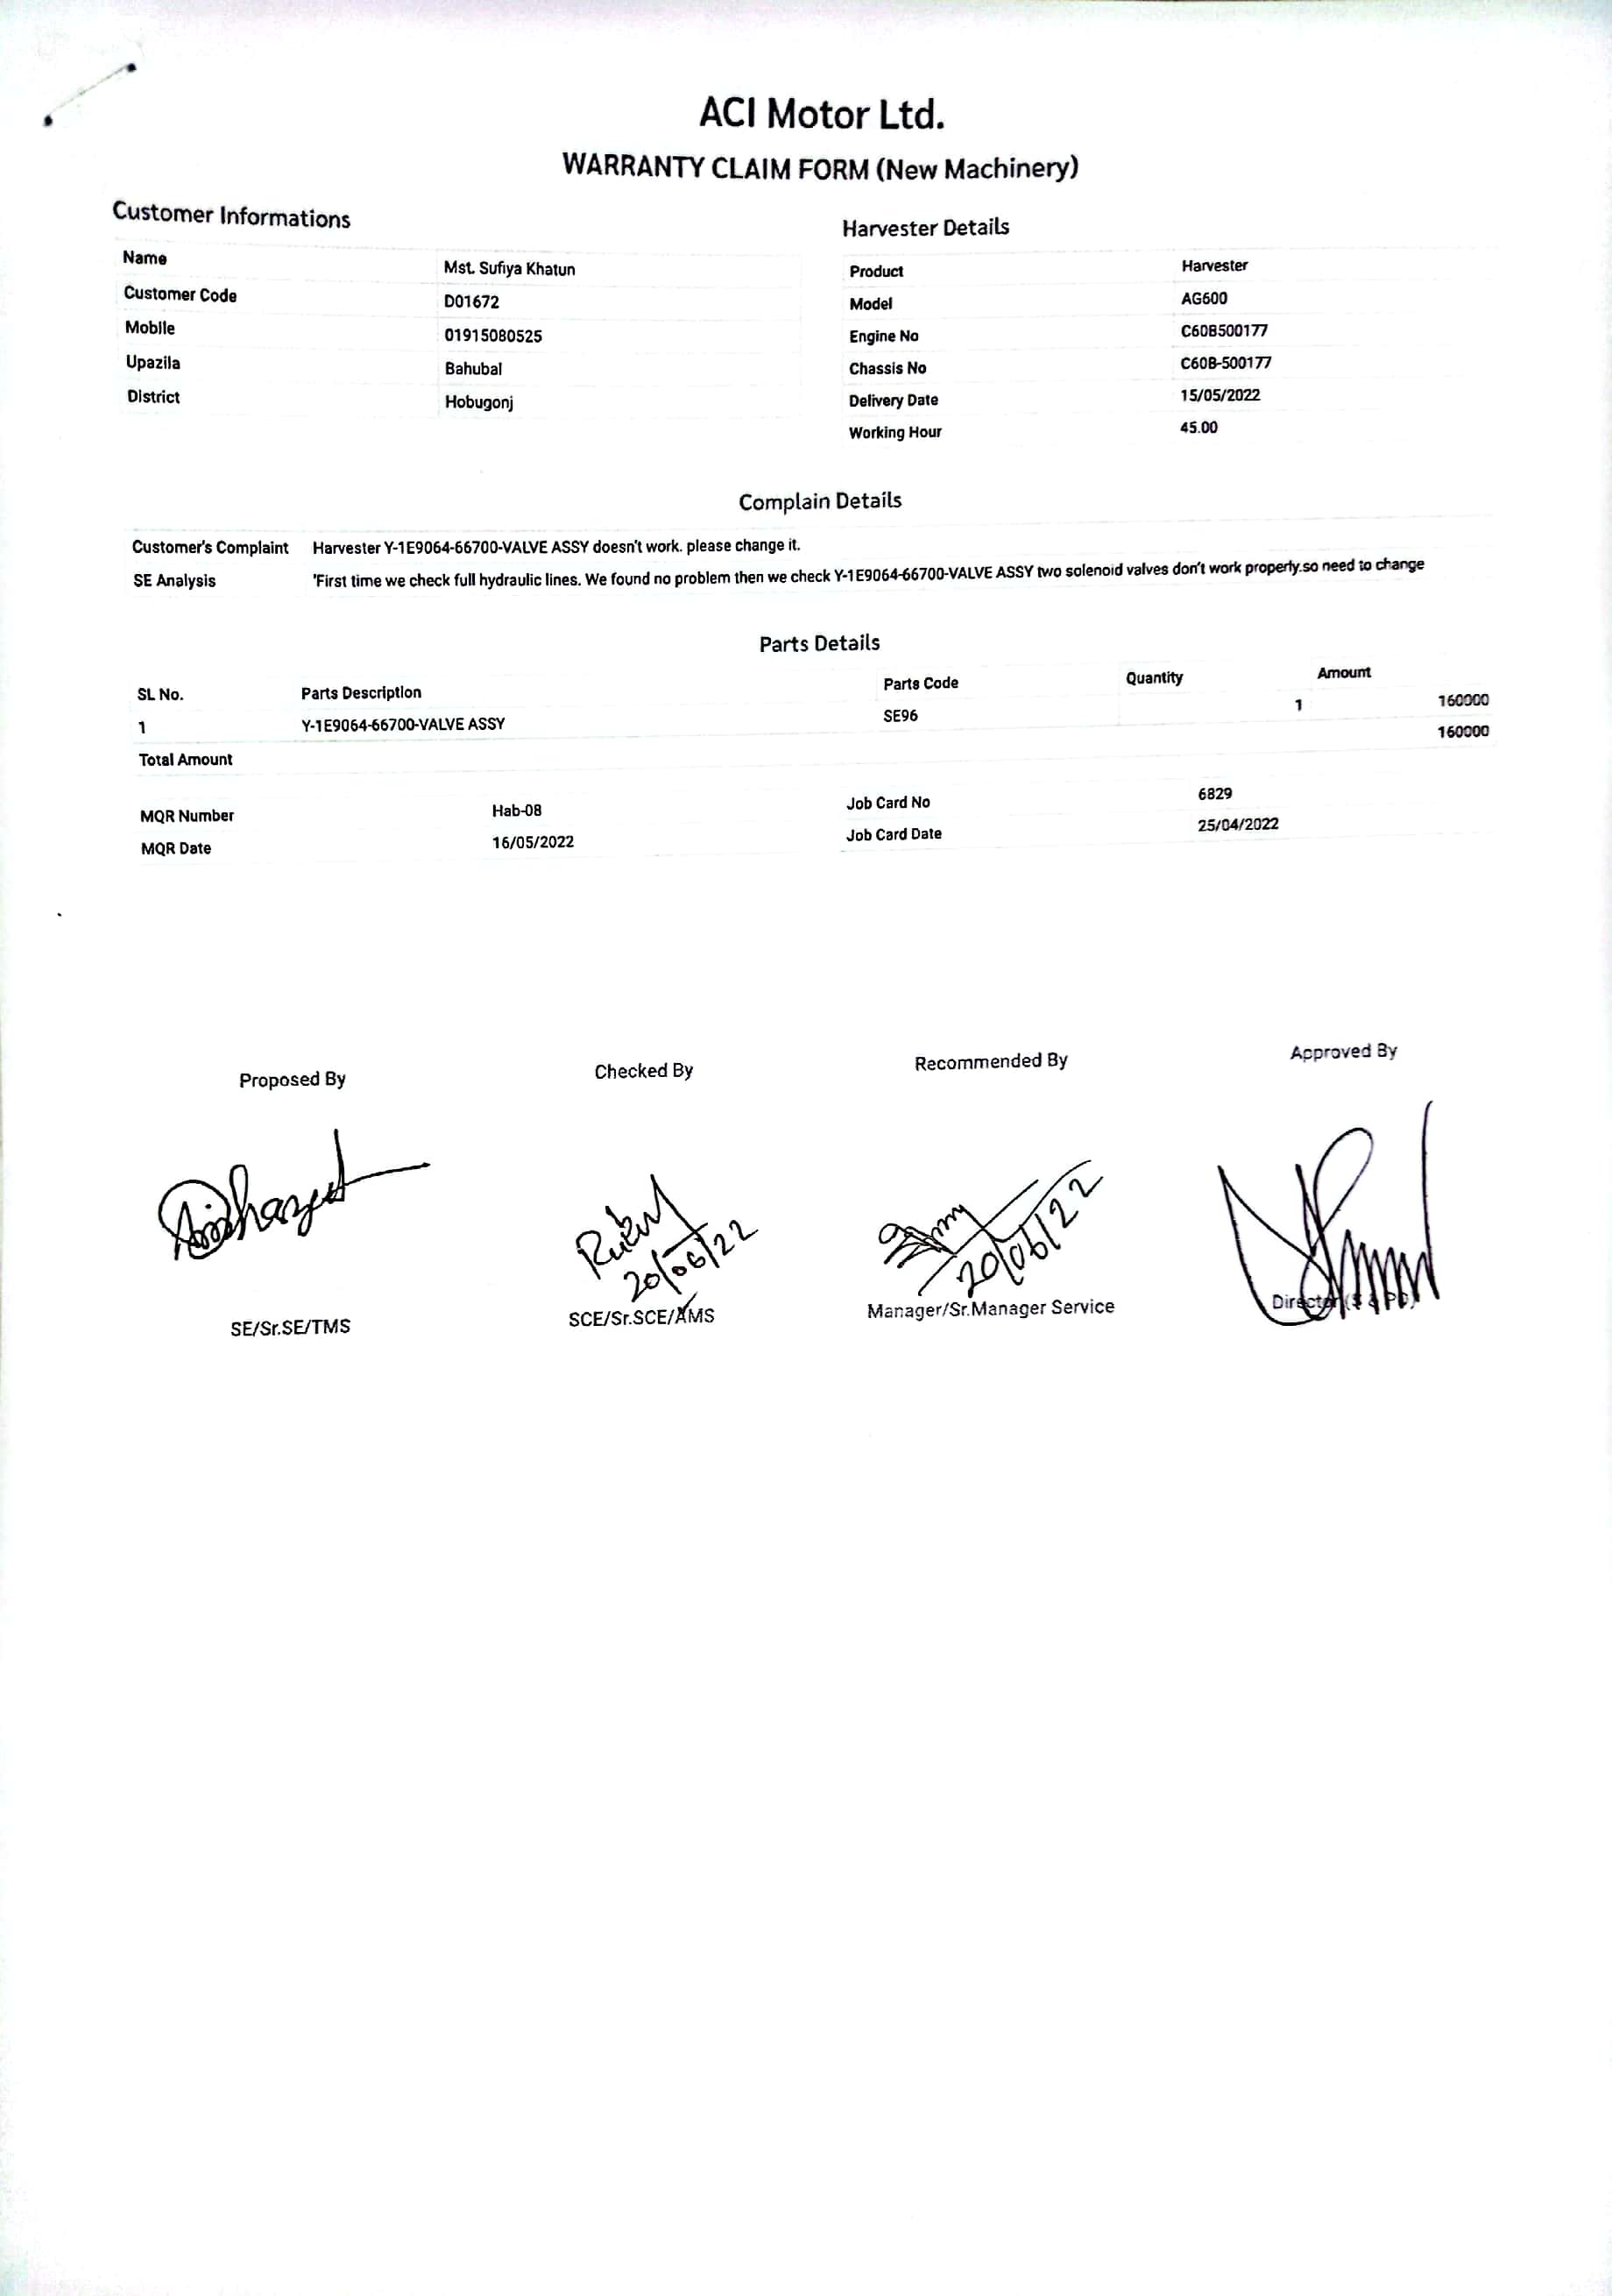 ACI Motor Ltd.
WARRANTY CLAIM FORM (New Machinery)
Customer Informations
Name Mst. Sufiya Khatun
Customer Code D01672
Mobile 01915080525
Upazila Bahubal
District Hobugonj
Harvester Details
Product Harvester
Model AG600
Engine No C60B500177
Chassis No C60B-500177
Delivery Date 15/05/2022
Working Hour 45.00
Complain Details
Customer's Complaint Harvester Y-1E9064-66700-VALVE ASSY doesn't work. please change it.
SE Analysis 'First time we check full hydraulic lines. We found no problem then we check Y-1E9064-66700-VALVE ASSY two solenoid valves don't work properly.so need to change
Parts Details
SL No. Parts Description Parts Code Quantity Amount
1 Y-1E9064-66700-VALVE ASSY SE96 1 160000
Total Amount 160000
MQR Number Hab-08 Job Card No 6829
MQR Date 16/05/2022 Job Card Date 25/04/2022
Proposed By Checked By Recommended By Approved By
20/06/22 20/06/22
SE/Sr.SE/TMS SCE/Sr.SCE/AMS Manager/Sr.Manager Service Director